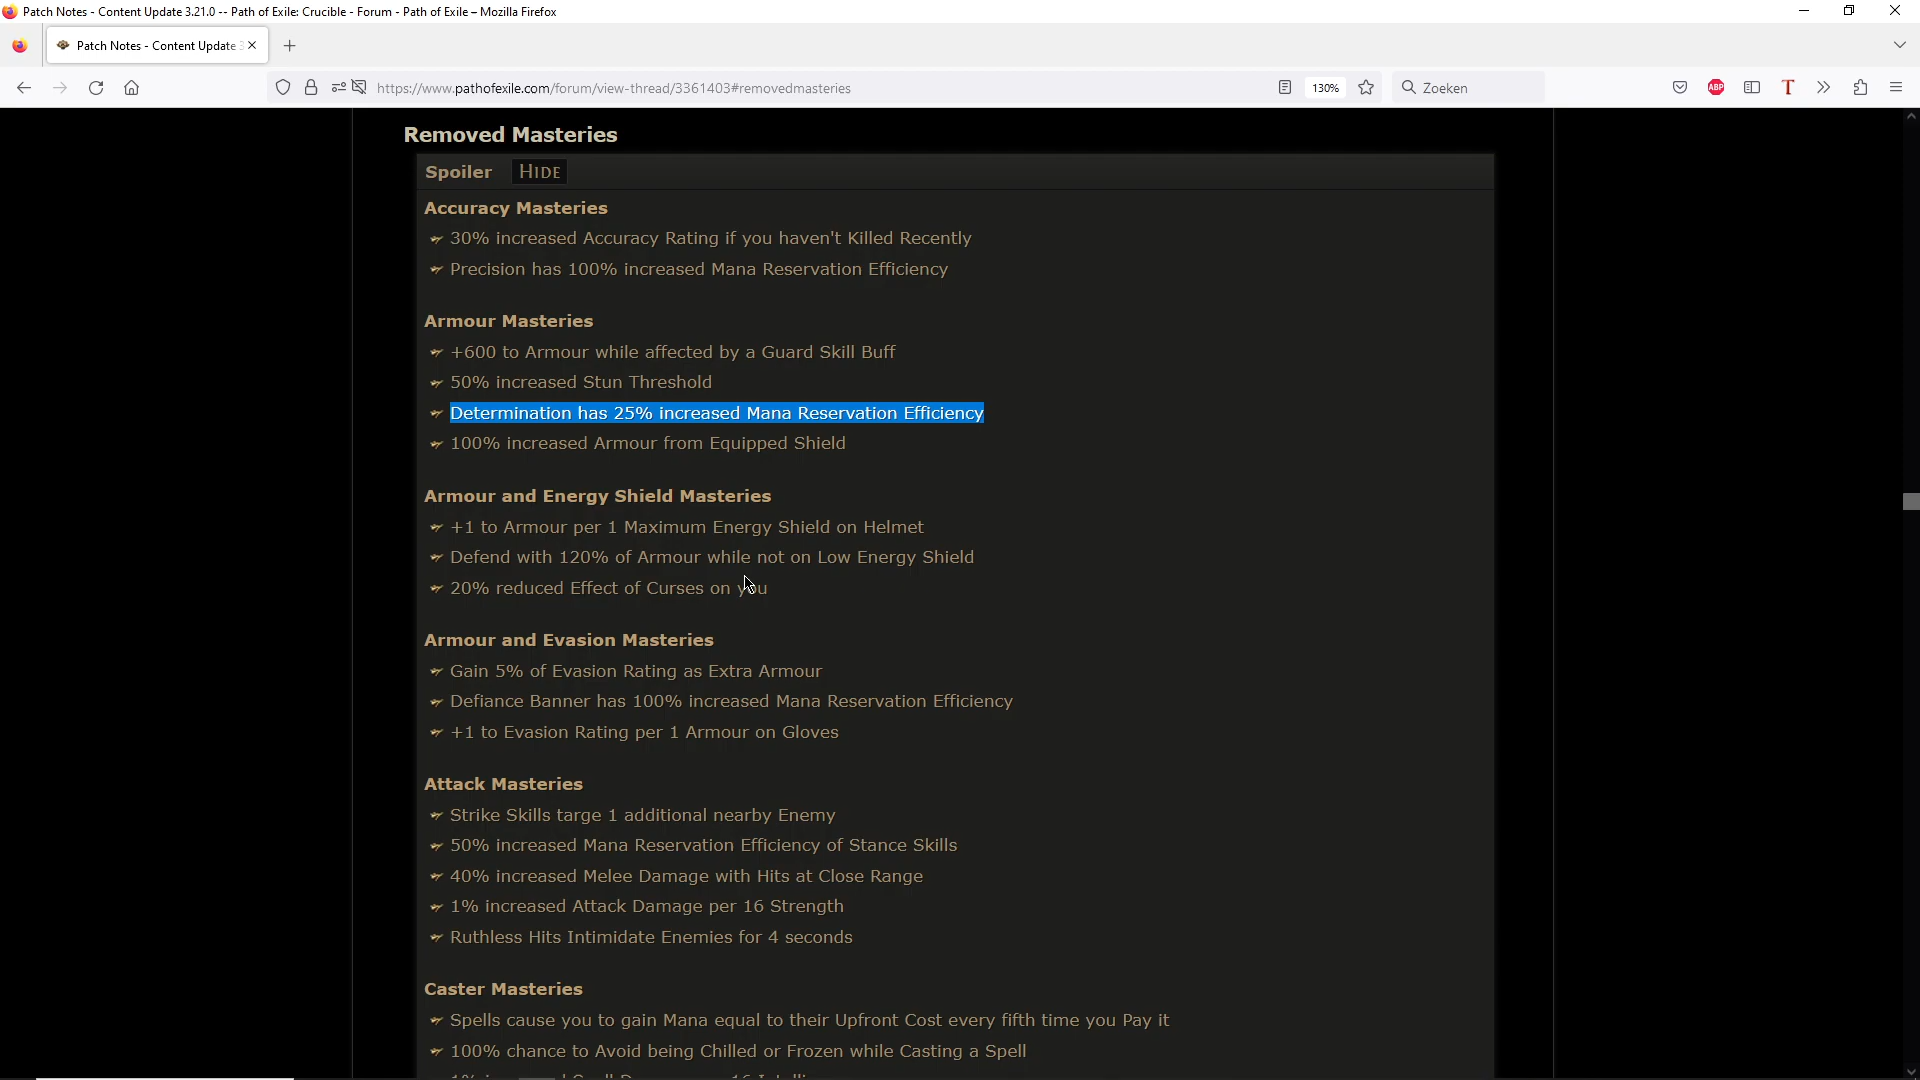 Patch Notes - Content Update 3.21.0 -- Path of Exile: Crucible - Forum - Path of Exile – Mozilla Firefox
Patch Notes - Content Update 3
https://www.pathofexile.com/forum/view-thread/3361403#removedmasteries
130%
Zoeken
ABP
T
Removed Masteries
Spoiler HIDE
Accuracy Masteries
30% increased Accuracy Rating if you haven't Killed Recently
Precision has 100% increased Mana Reservation Efficiency
Armour Masteries
+600 to Armour while affected by a Guard Skill Buff
50% increased Stun Threshold
Determination has 25% increased Mana Reservation Efficiency
100% increased Armour from Equipped Shield
Armour and Energy Shield Masteries
+1 to Armour per 1 Maximum Energy Shield on Helmet
Defend with 120% of Armour while not on Low Energy Shield
20% reduced Effect of Curses on you
Armour and Evasion Masteries
Gain 5% of Evasion Rating as Extra Armour
Defiance Banner has 100% increased Mana Reservation Efficiency
+1 to Evasion Rating per 1 Armour on Gloves
Attack Masteries
Strike Skills targe 1 additional nearby Enemy
50% increased Mana Reservation Efficiency of Stance Skills
40% increased Melee Damage with Hits at Close Range
1% increased Attack Damage per 16 Strength
Ruthless Hits Intimidate Enemies for 4 seconds
Caster Masteries
Spells cause you to gain Mana equal to their Upfront Cost every fifth time you Pay it
100% chance to Avoid being Chilled or Frozen while Casting a Spell